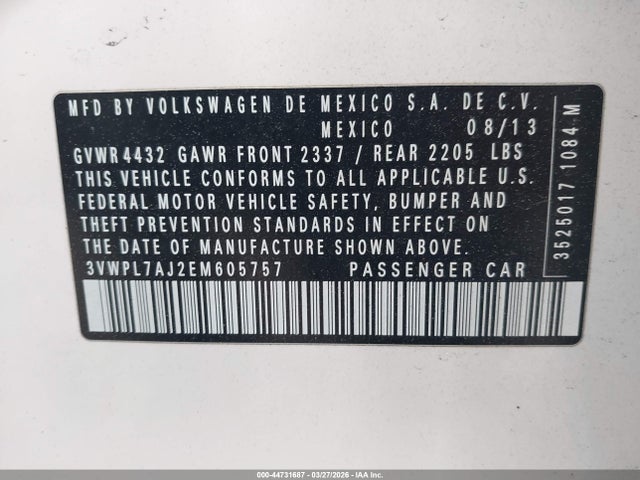 MFD BY VOLKSWAGEN DE MEXICO S.A. DE C.V.
MEXICO 08/13
GVWR 4432 GAWR FRONT 2337 / REAR 2205 LBS
THIS VEHICLE CONFORMS TO ALL APPLICABLE U.S.
FEDERAL MOTOR VEHICLE SAFETY, BUMPER AND
THEFT PREVENTION STANDARDS IN EFFECT ON
THE DATE OF MANUFACTURE SHOWN ABOVE.
3VWPL7AJ2EM605757 PASSENGER CAR
3525017 1084 M
000-44731687 | 03/27/2026 | IAA Inc.